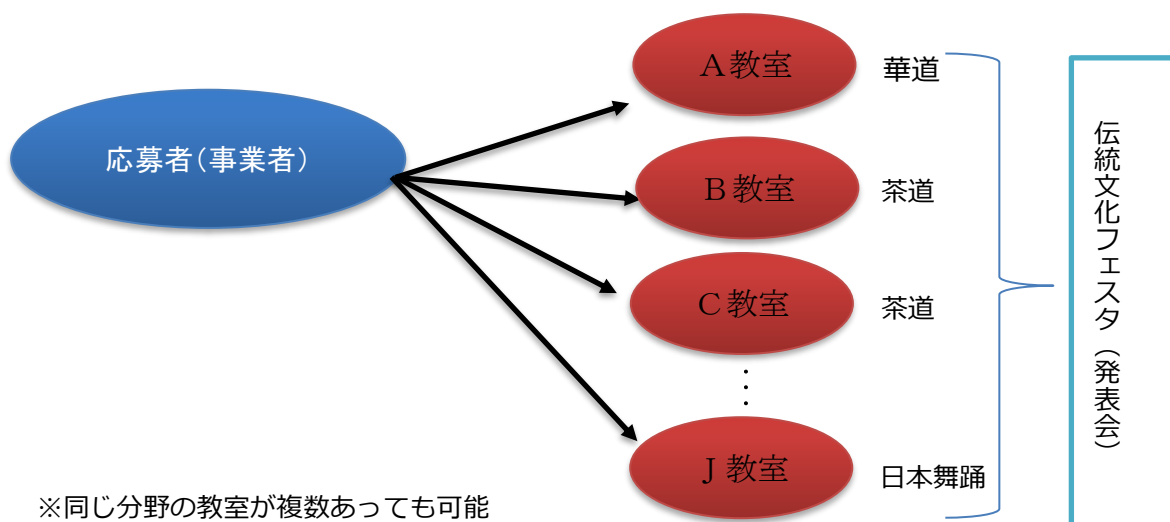 応募者（事業者）
Ａ教室
華道
Ｂ教室
茶道
Ｃ教室
茶道
・・・
Ｊ教室
日本舞踊
伝統文化フェスタ（発表会）
※同じ分野の教室が複数あっても可能